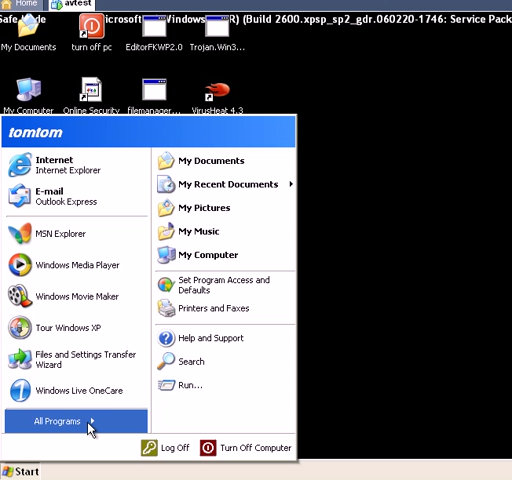 Home
avtest
Safe Mode
Microsoft
Windows
R) (Build 2600.xpsp_sp2_gdr.060220-1746: Service Pack
My Documents
turn off pc
EditorFKWP2.0
Trojan.Win3...
My Computer
Online Security
filemanager...
VirusHeat 4.3
tomtom
Internet
Internet Explorer
E-mail
Outlook Express
MSN Explorer
Windows Media Player
Windows Movie Maker
Tour Windows XP
Files and Settings Transfer
Wizard
Windows Live OneCare
All Programs
My Documents
My Recent Documents
My Pictures
My Music
My Computer
Set Program Access and
Defaults
Printers and Faxes
Help and Support
Search
Run...
Log Off
Turn Off Computer
Start